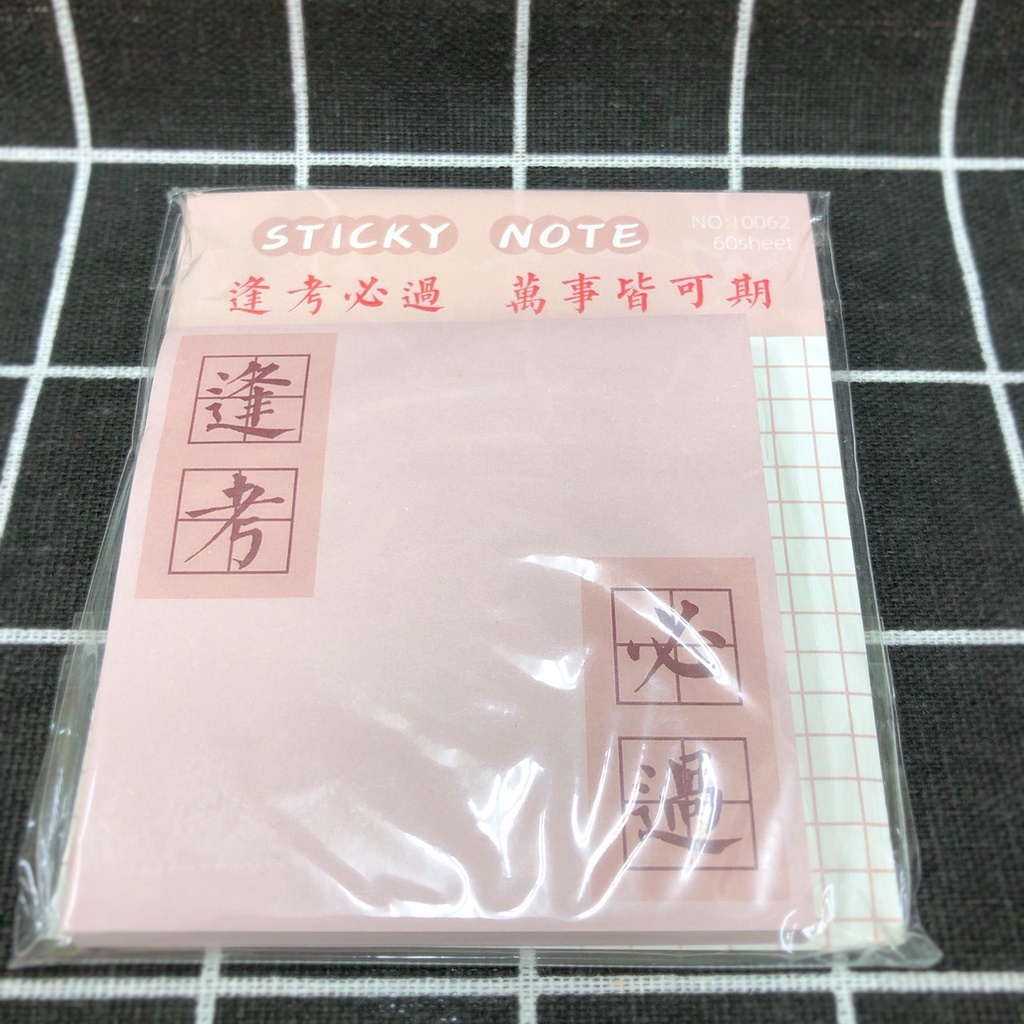 STICKY NOTE
NO:10062
60sheet
逢考必過 萬事皆可期
逢
考
必
過